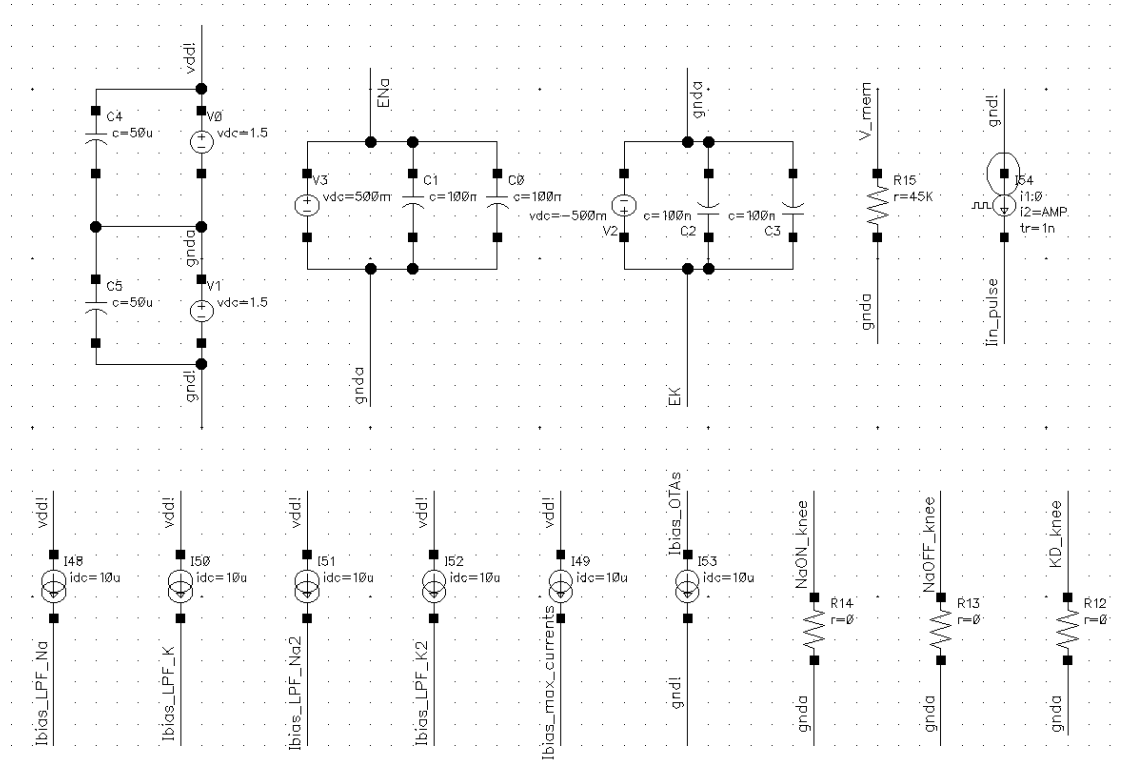 vdd!
C4
c=50u
V0
vdc=1.5
gnda
C5
c=50u
V1
vdc=1.5
gnd!
ENa
V3
vdc=500m
C1
c=100n
C0
c=100n
gnda
gnda
vdc=-500m
V2
c=100n
C2
c=100n
C3
EK
V_mem
R15
r=45K
gnda
gnd!
I54
i1:0
i2=AMP
tr=1n
Iin_pulse
vdd!
I48
idc=10u
Ibias_LPF_Na
vdd!
I50
idc=10u
Ibias_LPF_K
vdd!
I51
idc=10u
Ibias_LPF_Na2
vdd!
I52
idc=10u
Ibias_LPF_K2
vdd!
I49
idc=10u
Ibias_max_currents
Ibias_OTAs
I53
idc=10u
gnd!
NaON_knee
R14
r=0
gnda
NaOFF_knee
R13
r=0
gnda
KD_knee
R12
r=0
gnda